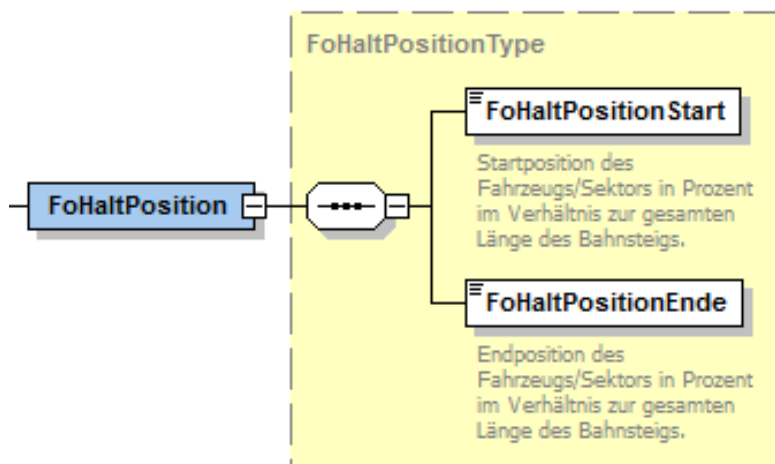 FoHaltPositionType
FoHaltPositionStart
Startposition des
Fahrzeugs/Sektors in Prozent
im Verhältnis zur gesamten
Länge des Bahnsteigs.
FoHaltPosition
FoHaltPositionEnde
Endposition des
Fahrzeugs/Sektors in Prozent
im Verhältnis zur gesamten
Länge des Bahnsteigs.